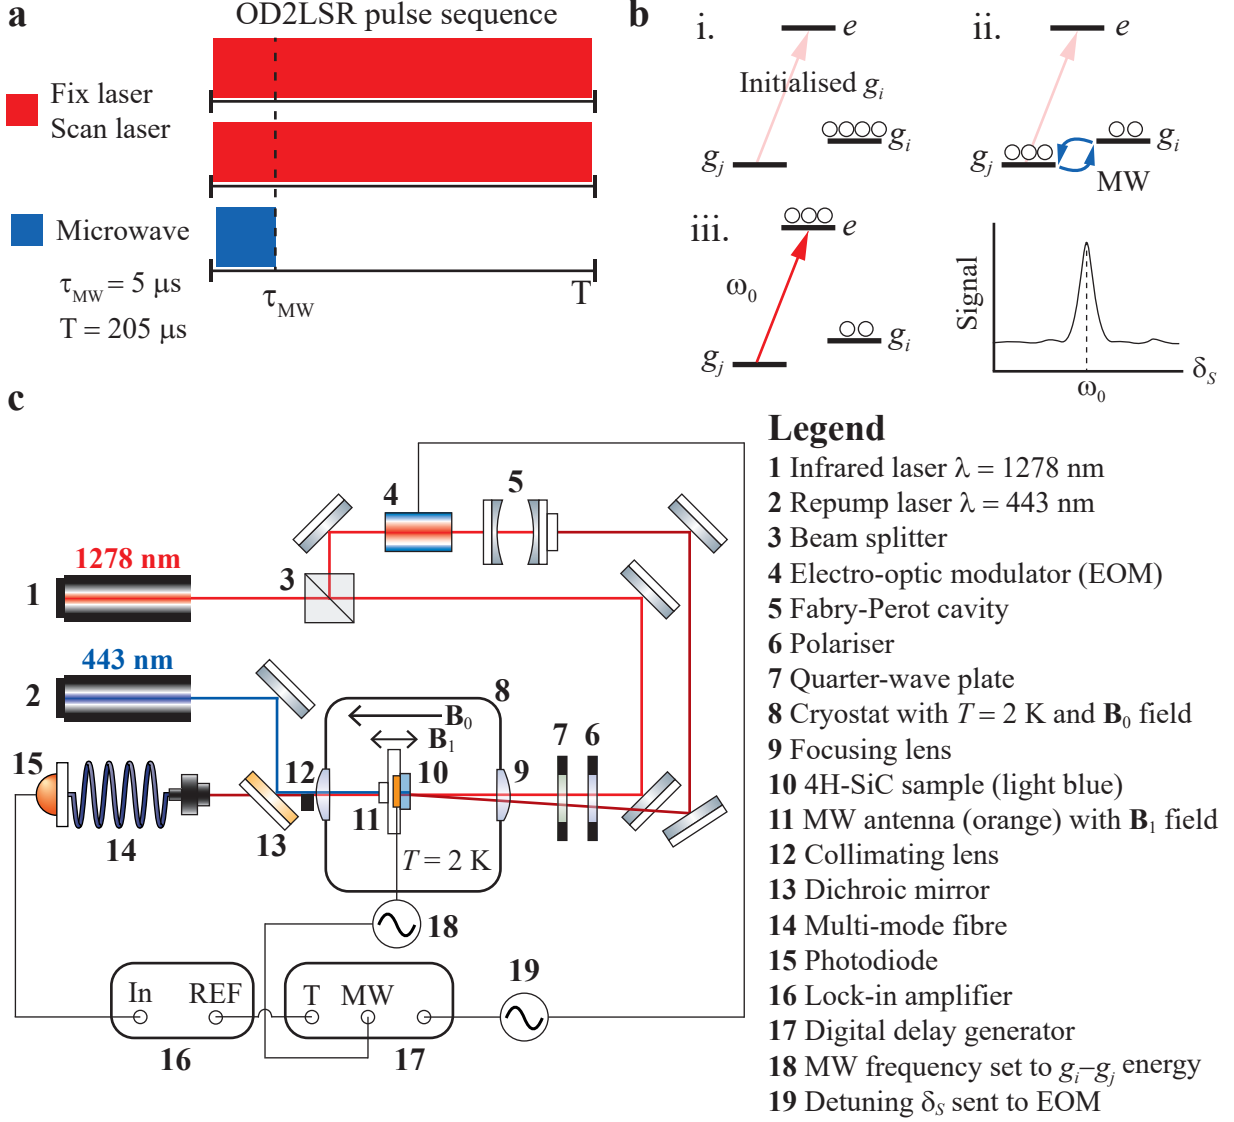 a
OD2LSR pulse sequence
Fix laser
Scan laser
Microwave
τMW = 5 μs
T = 205 μs
τMW
T
b
i.
e
Initialised gi
gi
gj
ii.
e
gi
gj
MW
iii.
e
ω0
gi
gj
Signal
δS
ω0
c
1278 nm
1
443 nm
2
3
4
5
8
B0
B1
7
6
15
12
10
9
11
14
13
T = 2 K
18
19
In
REF
T
MW
16
17
Legend
1 Infrared laser λ = 1278 nm
2 Repump laser λ = 443 nm
3 Beam splitter
4 Electro-optic modulator (EOM)
5 Fabry-Perot cavity
6 Polariser
7 Quarter-wave plate
8 Cryostat with T = 2 K and B0 field
9 Focusing lens
10 4H-SiC sample (light blue)
11 MW antenna (orange) with B1 field
12 Collimating lens
13 Dichroic mirror
14 Multi-mode fibre
15 Photodiode
16 Lock-in amplifier
17 Digital delay generator
18 MW frequency set to gi–gj energy
19 Detuning δS sent to EOM